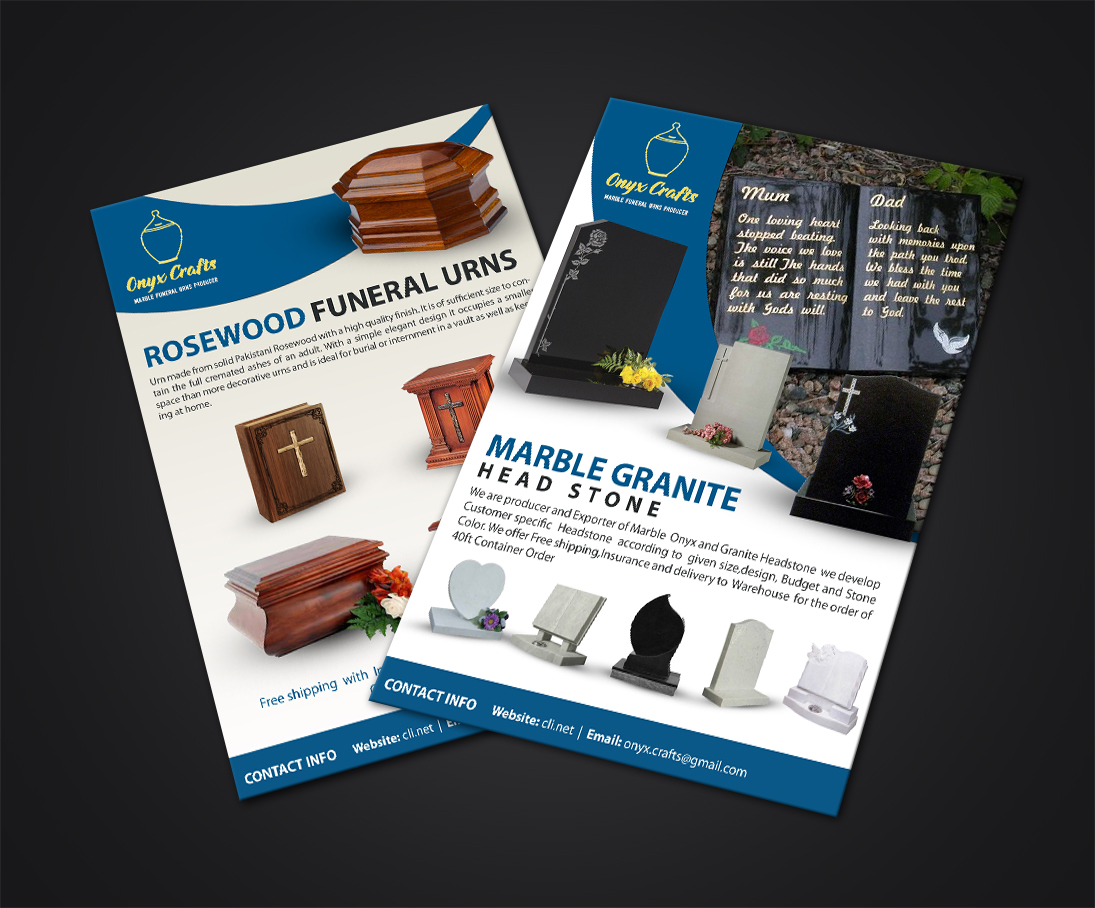 Onyx Crafts
MARBLE FUNERAL URNS PRODUCER
ROSEWOOD FUNERAL URNS
Urn made from solid Pakistani Rosewood with a high quality finish. It is of sufficient size to con-
tain the full cremated ashes of an adult. With a simple elegant design it occupies a smaller
space than more decorative urns and is ideal for burial or internment in a vault as well as kee
ing at home.
Free shipping with
CONTACT INFO Website: cli.net |
Onyx Crafts
MARBLE FUNERAL URNS PRODUCER
Mum
One loving heart
stopped beating.
The voice we love
is still The hands
that did so much
for us are resting
with Gods will.
Dad
Looking back
with memories upon
the path you trod,
We bless the time
we had with you
and leave the rest
to God.
MARBLE GRANITE
HEAD STONE
We are producer and Exporter of Marble Onyx and Granite Headstone we develop
Customer specific Headstone according to given size,design, Budget and Stone
Color. We offer Free shipping,Insurance and delivery to Warehouse for the order of
40ft Container Order
CONTACT INFO Website: cli.net | Email: onyx.crafts@gmail.com